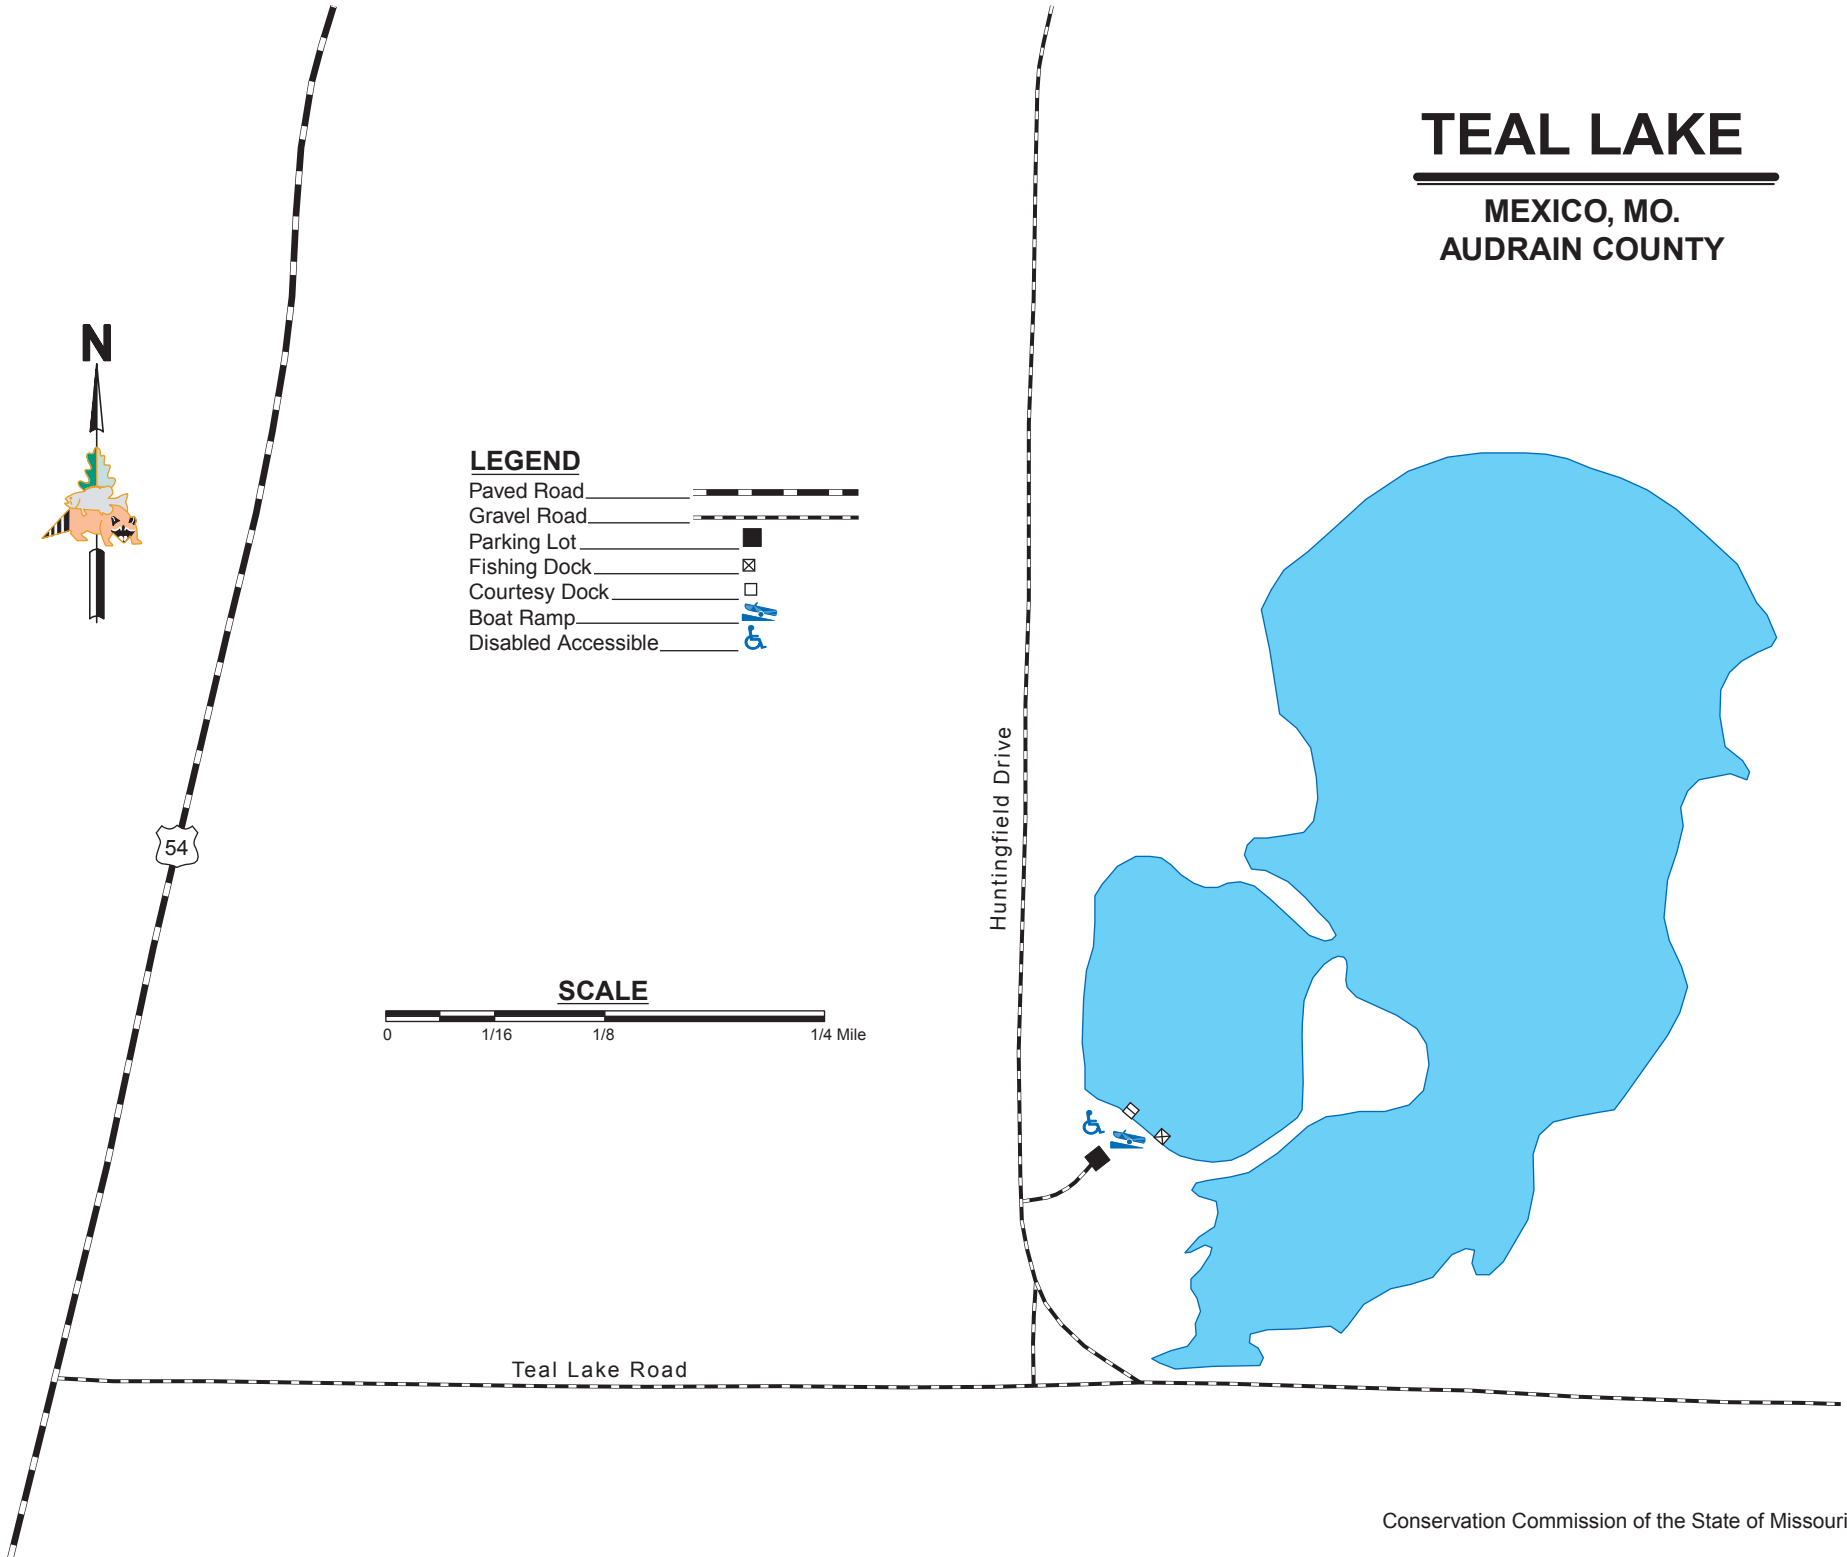 TEAL LAKE
MEXICO, MO.
AUDRAIN COUNTY
N
LEGEND
Paved Road
Gravel Road
Parking Lot
Fishing Dock
Courtesy Dock
Boat Ramp
Disabled Accessible
Huntingfield Drive
54
SCALE
0 1/16 1/8 1/4 Mile
Teal Lake Road
Conservation Commission of the State of Missouri